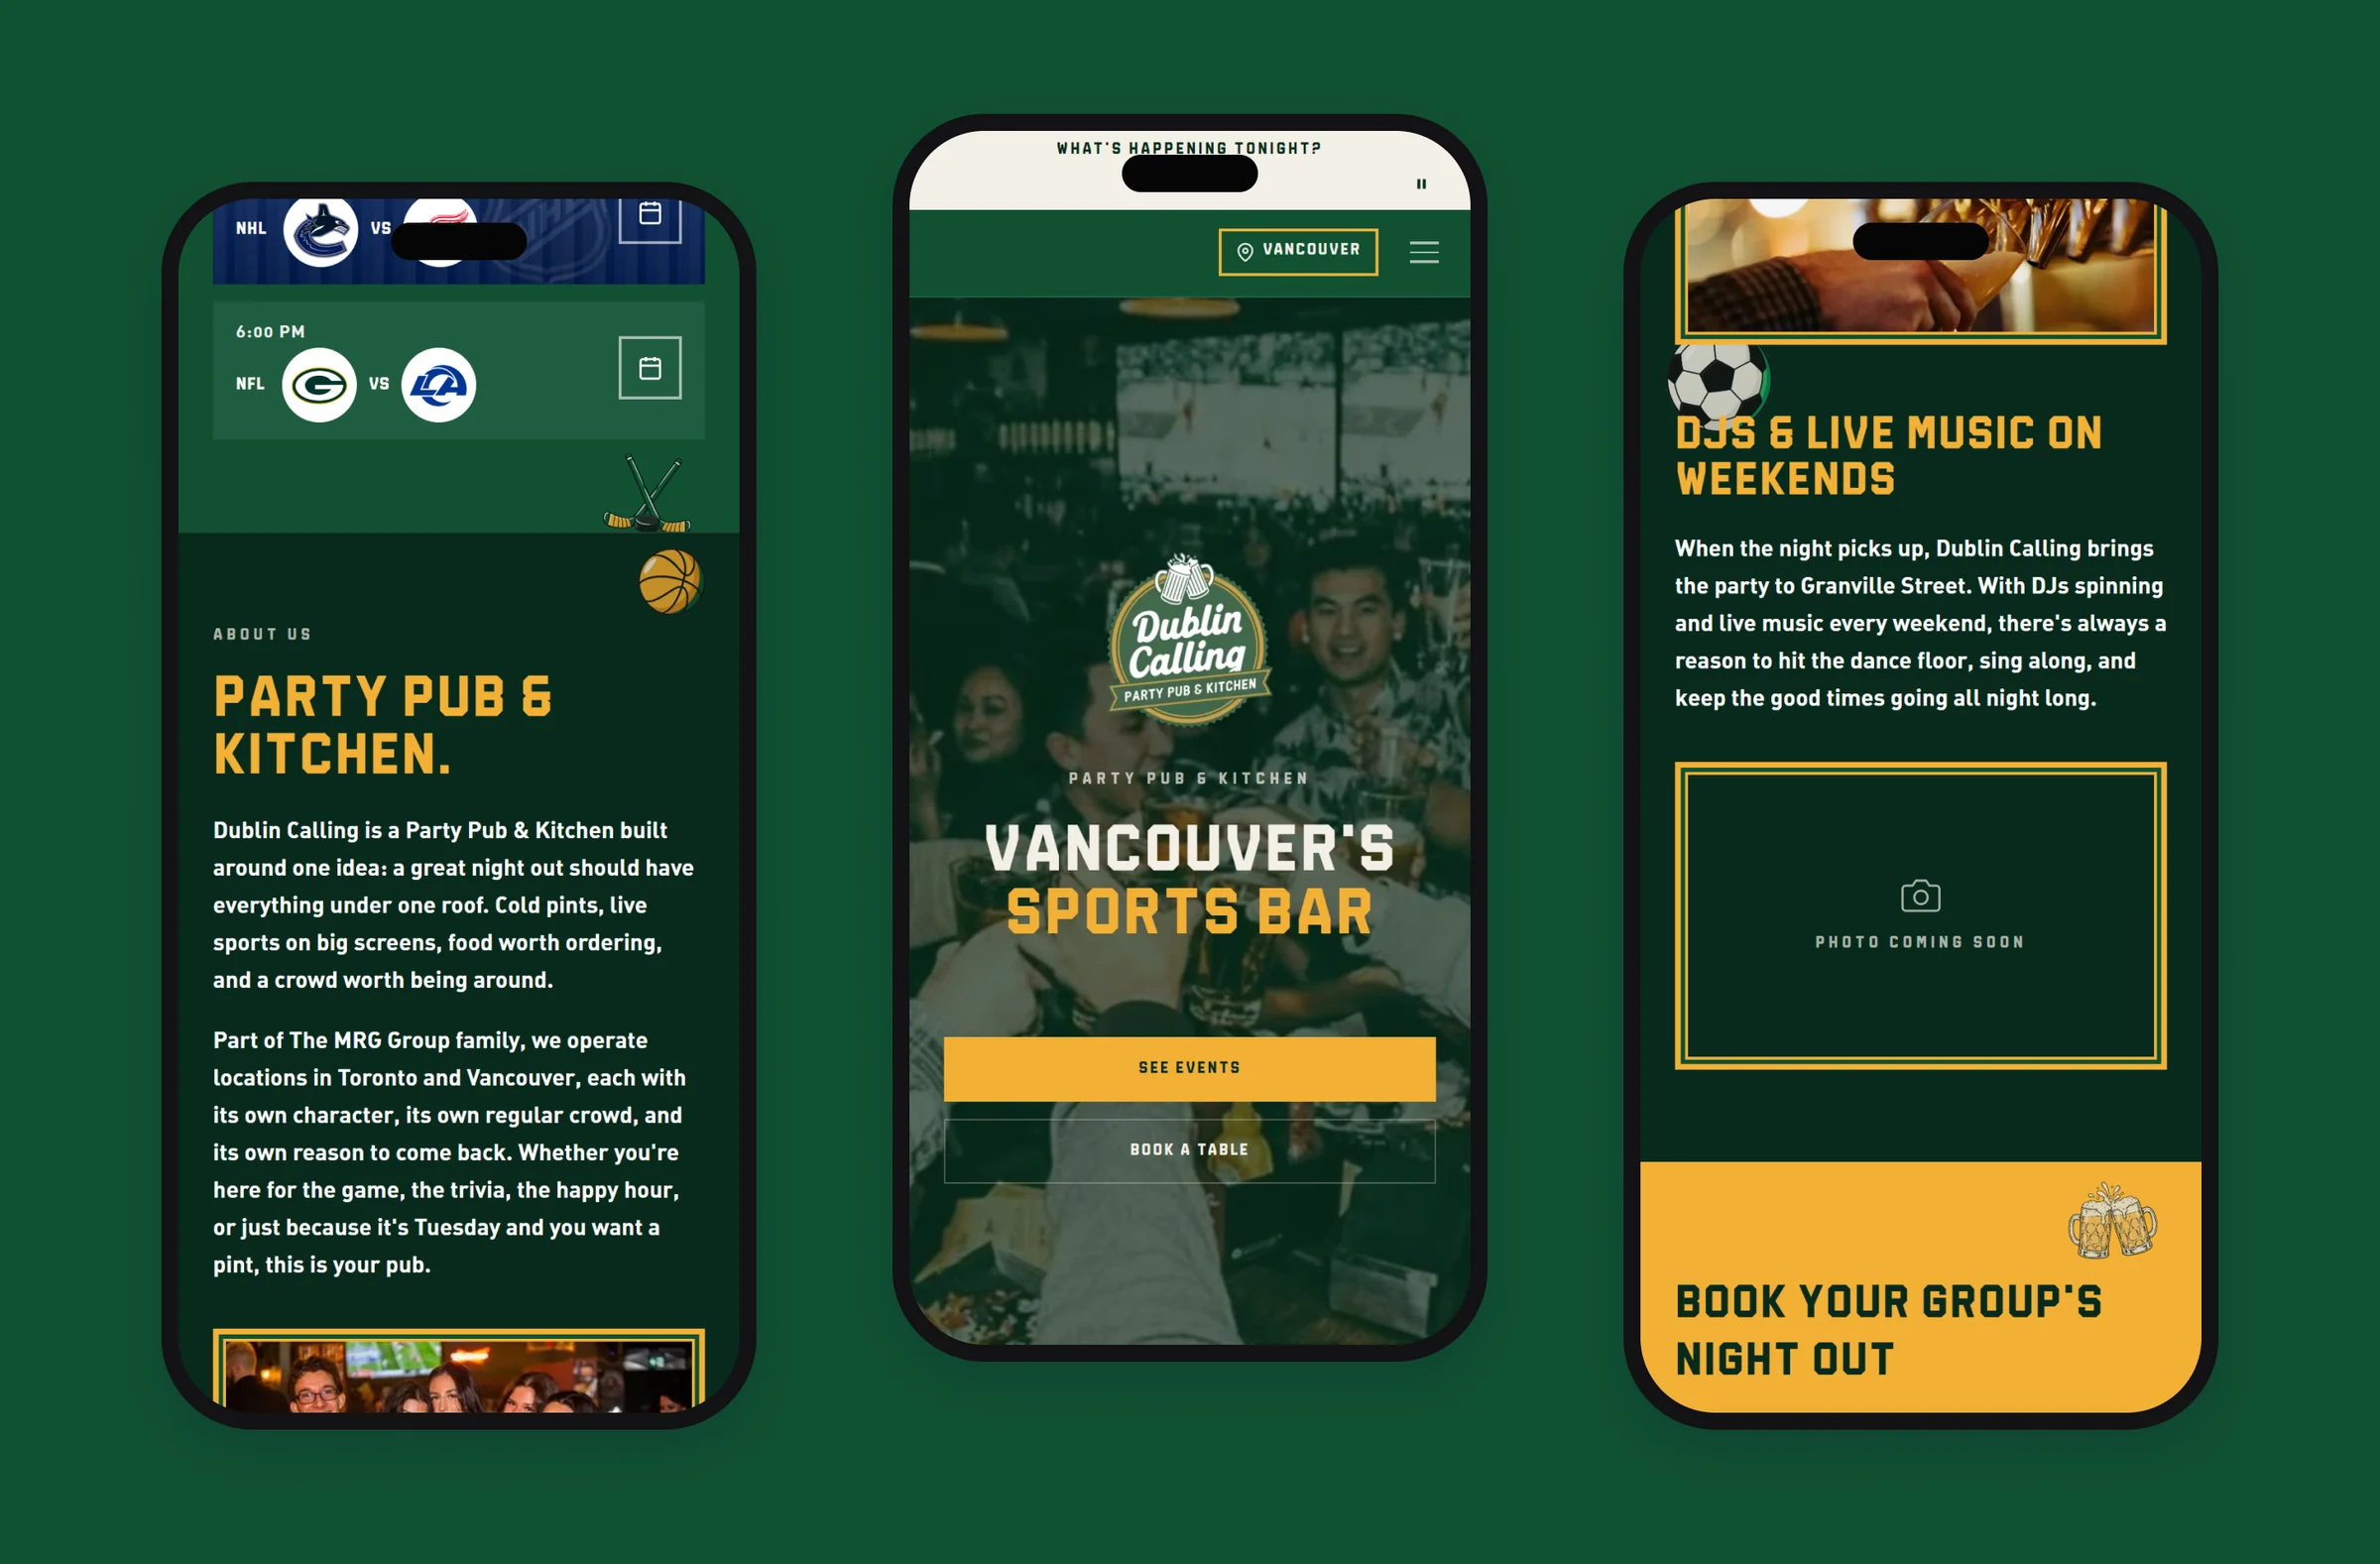 NHL VS
6:00 PM
NFL VS
ABOUT US
PARTY PUB &
KITCHEN.
Dublin Calling is a Party Pub & Kitchen built
around one idea: a great night out should have
everything under one roof. Cold pints, live
sports on big screens, food worth ordering,
and a crowd worth being around.
Part of The MRG Group family, we operate
locations in Toronto and Vancouver, each with
its own character, its own regular crowd, and
its own reason to come back. Whether you're
here for the game, the trivia, the happy hour,
or just because it's Tuesday and you want a
pint, this is your pub.
WHAT'S HAPPENING TONIGHT?
VANCOUVER
Dublin
Calling
PARTY PUB & KITCHEN
PARTY PUB & KITCHEN
VANCOUVER'S
SPORTS BAR
SEE EVENTS
BOOK A TABLE
DJS & LIVE MUSIC ON
WEEKENDS
When the night picks up, Dublin Calling brings
the party to Granville Street. With DJs spinning
and live music every weekend, there's always a
reason to hit the dance floor, sing along, and
keep the good times going all night long.
PHOTO COMING SOON
BOOK YOUR GROUP'S
NIGHT OUT